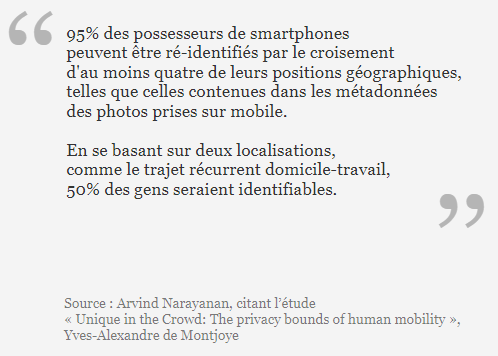 “
95% des possesseurs de smartphones
peuvent être ré-identifiés par le croisement
d'au moins quatre de leurs positions géographiques,
telles que celles contenues dans les métadonnées
des photos prises sur mobile.
En se basant sur deux localisations,
comme le trajet récurrent domicile-travail,
50% des gens seraient identifiables.
”
Source : Arvind Narayanan, citant l’étude
« Unique in the Crowd: The privacy bounds of human mobility »,
Yves-Alexandre de Montjoye